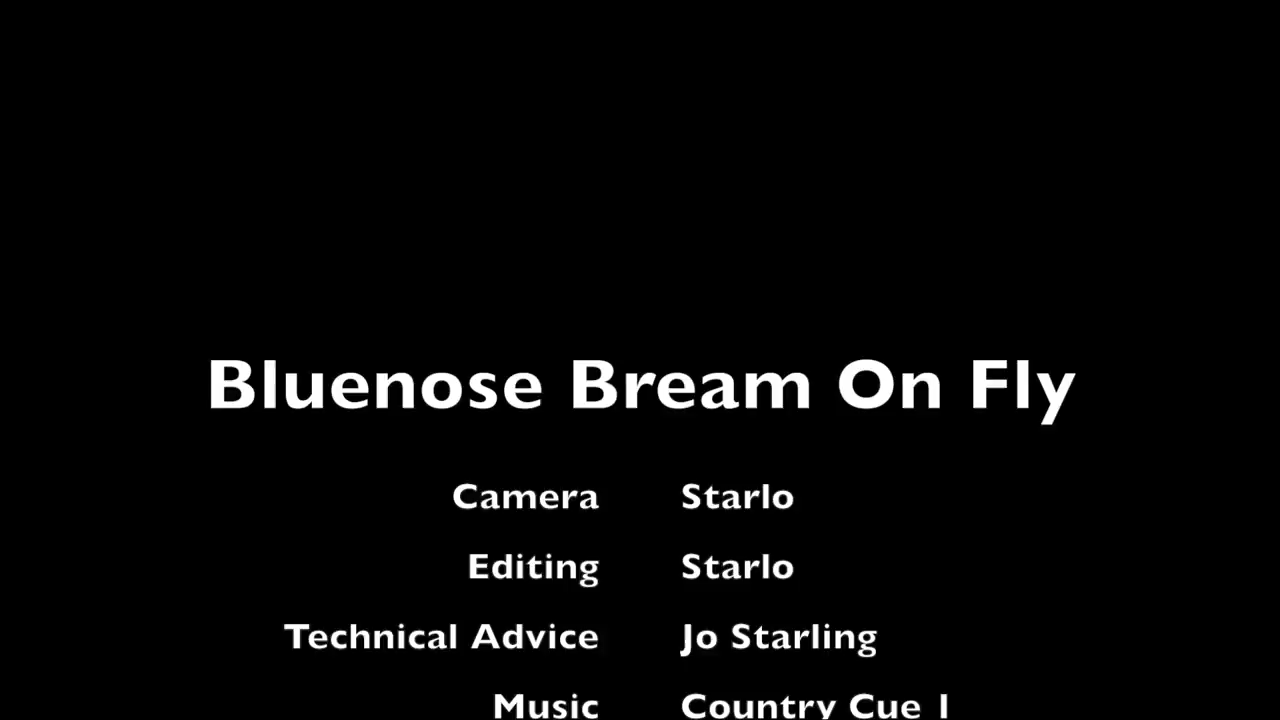 Bluenose Bream On Fly
Camera Starlo
Editing Starlo
Technical Advice Jo Starling
Music Country Cue 1